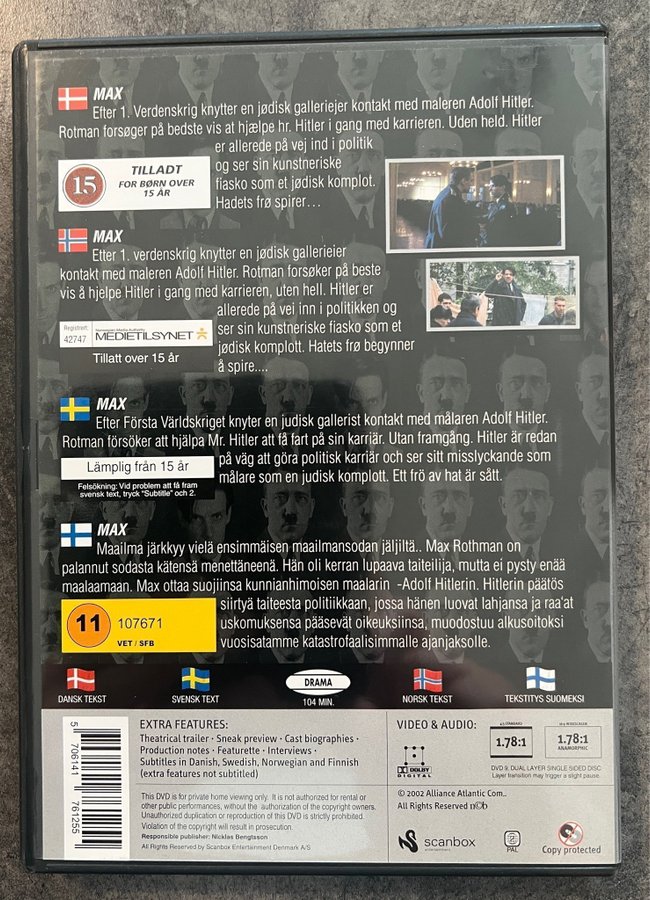 MAX
Efter 1. Verdenskrig knytter en jødisk galleriejer kontakt med maleren Adolf Hitler.
Rotman forsøger på bedste vis at hjælpe hr. Hitler i gang med karrieren. Uden held. Hitler
er allerede på vej ind i politik
og ser sin kunstneriske
fiasko som et jødisk komplot.
Hadets frø spirer…
15
TILLADT
FOR BØRN OVER
15 ÅR
MAX
Etter 1. verdenskrig knytter en jødisk gallerieier
kontakt med maleren Adolf Hitler. Rotman forsøker på beste
vis å hjelpe Hitler i gang med karrieren, uten hell. Hitler er
allerede på vei inn i politikken og
ser sin kunstneriske fiasko som et
jødisk komplott. Hatets frø begynner
å spire....
Registrert:
42747
Norwegian Media Authority
MEDIETILSYNET
Tillatt over 15 år
MAX
Efter Första Världskriget knyter en judisk gallerist kontakt med målaren Adolf Hitler.
Rotman försöker att hjälpa Mr. Hitler att få fart på sin karriär. Utan framgång. Hitler är redan
på väg att göra politisk karriär och ser sitt misslyckande som
målare som en judisk komplott. Ett frö av hat är sått.
Lämplig från 15 år
Felsökning: Vid problem att få fram
svensk text, tryck "Subtitle" och 2.
MAX
Maailma järkkyy vielä ensimmäisen maailmansodan jäljiltä.. Max Rothman on
palannut sodasta kätensä menettäneenä. Hän oli kerran lupaava taiteilija, mutta ei pysty enää
maalaamaan. Max ottaa suojiinsa kunnianhimoisen maalarin -Adolf Hitlerin. Hitlerin päätös
siirtyä taiteesta politiikkaan, jossa hänen luovat lahjansa ja raa'at
uskomuksensa pääsevät oikeuksiinsa, muodostuu alkusoitoksi
vuosisatamme katastrofaalisimmalle ajanjaksolle.
11
107671
VET / SFB
DANSK TEKST
SVENSK TEXT
DRAMA
104 MIN.
NORSK TEKST
TEKSTITYS SUOMEKSI
5 706141 761255
EXTRA FEATURES:
Theatrical trailer • Sneak preview • Cast biographies •
Production notes • Featurette • Interviews •
Subtitles in Danish, Swedish, Norwegian and Finnish
(extra features not subtitled)
This DVD is for private home viewing only. It is not authorized for rental or
other public performances, without the authorization of the copyright owners.
Unauthorized duplication or reproduction of this DVD is strictly prohibited.
Violation of the copyright will result in prosecution.
Responsible publisher: Nicklas Bengtsson
All Rights Reserved by Scanbox Entertainment Denmark A/S
VIDEO & AUDIO:
DOLBY
DIGITAL
1.78:1
16:9 WIDESCREEN
1.78:1
ANAMORPHIC
DVD 9, DUAL LAYER SINGLE SIDED DISC
Layer transition may trigger a slight pause.
© 2002 Alliance Atlantic Com..
All Rights Reserved n©b
scanbox
entertainment
2
PAL
Copy protected